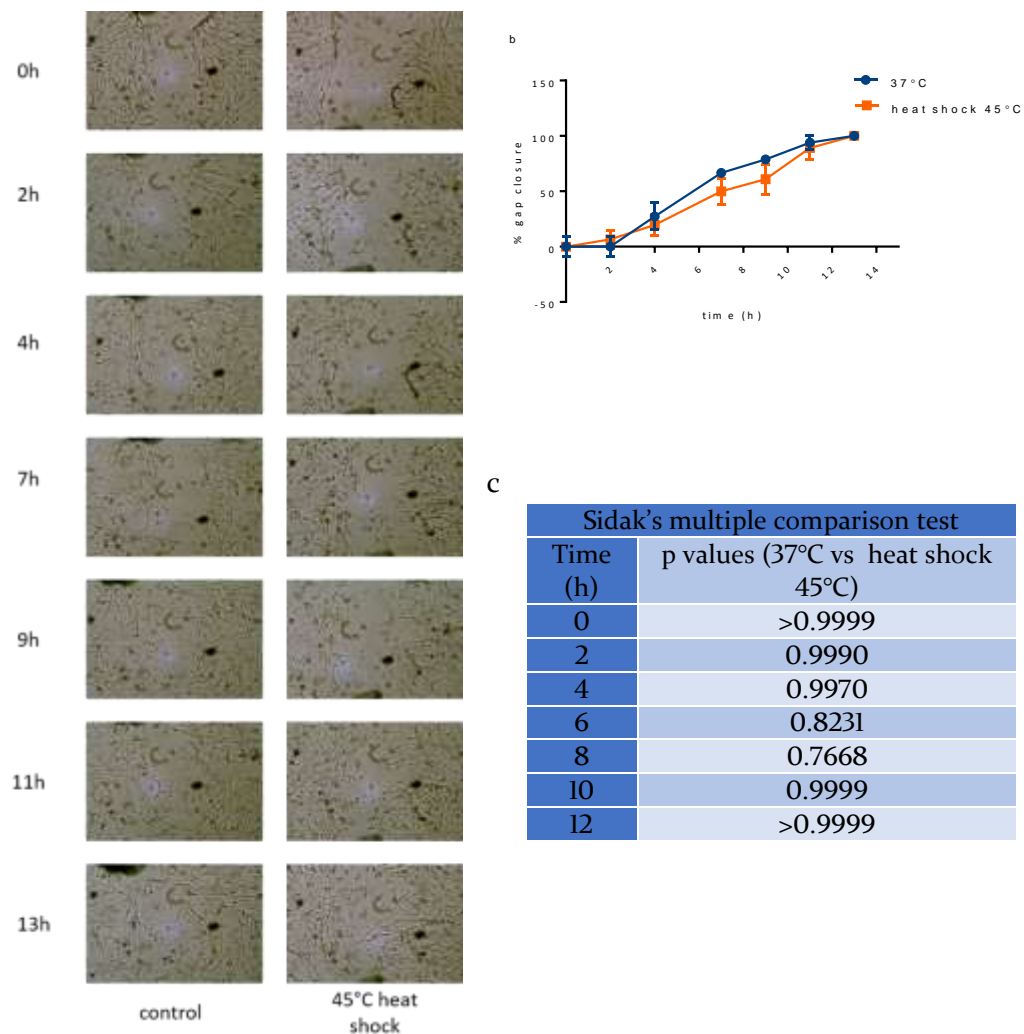 0h
2h
4h
7h
9h
11h
13h
control
45°C heat
shock
b
37°C
heat shock 45°C
% gap closure
150
100
50
0
-50
2
4
6
8
10
12
14
time (h)
c
Sidak's multiple comparison test
Time
(h)
p values (37°C vs heat shock
45°C)
0
>0.9999
2
0.9990
4
0.9970
6
0.8231
8
0.7668
10
0.9999
12
>0.9999